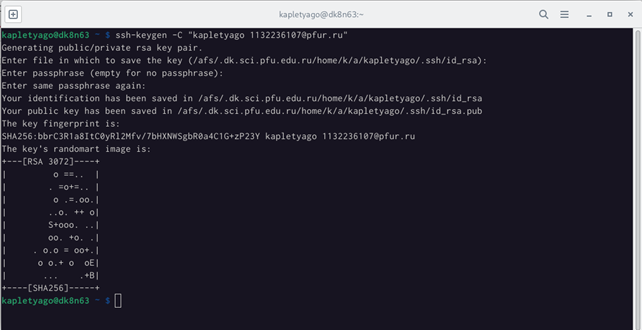 kapletyago@dk8n63:~
kapletyago@dk8n63 ~ $ ssh-keygen -C "kapletyago 1132236107@pfur.ru"
Generating public/private rsa key pair.
Enter file in which to save the key (/afs/.dk.sci.pfu.edu.ru/home/k/a/kapletyago/.ssh/id_rsa):
Enter passphrase (empty for no passphrase):
Enter same passphrase again:
Your identification has been saved in /afs/.dk.sci.pfu.edu.ru/home/k/a/kapletyago/.ssh/id_rsa
Your public key has been saved in /afs/.dk.sci.pfu.edu.ru/home/k/a/kapletyago/.ssh/id_rsa.pub
The key fingerprint is:
SHA256:bbrC3R1a8ItC0yRl2Mfv/7bHXNWSgbR0a4C1G+zP23Y kapletyago 1132236107@pfur.ru
The key's randomart image is:
+---[RSA 3072]----+
|         o ==..  |
|        . =o+=.. |
|         o .=.oo.|
|        ..o. ++ o|
|        S+ooo. ..|
|        oo. +o. .|
|     . o.o = oo+.|
|      o o.+ o  oE|
|       ...    .+B|
+----[SHA256]-----+
kapletyago@dk8n63 ~ $